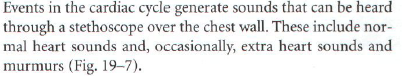 Events in the cardiac cycle generate sounds that can be heard
through a stethoscope over the chest wall. These include nor-
mal heart sounds and, occasionally, extra heart sounds and
murmurs (Fig. 19–7).